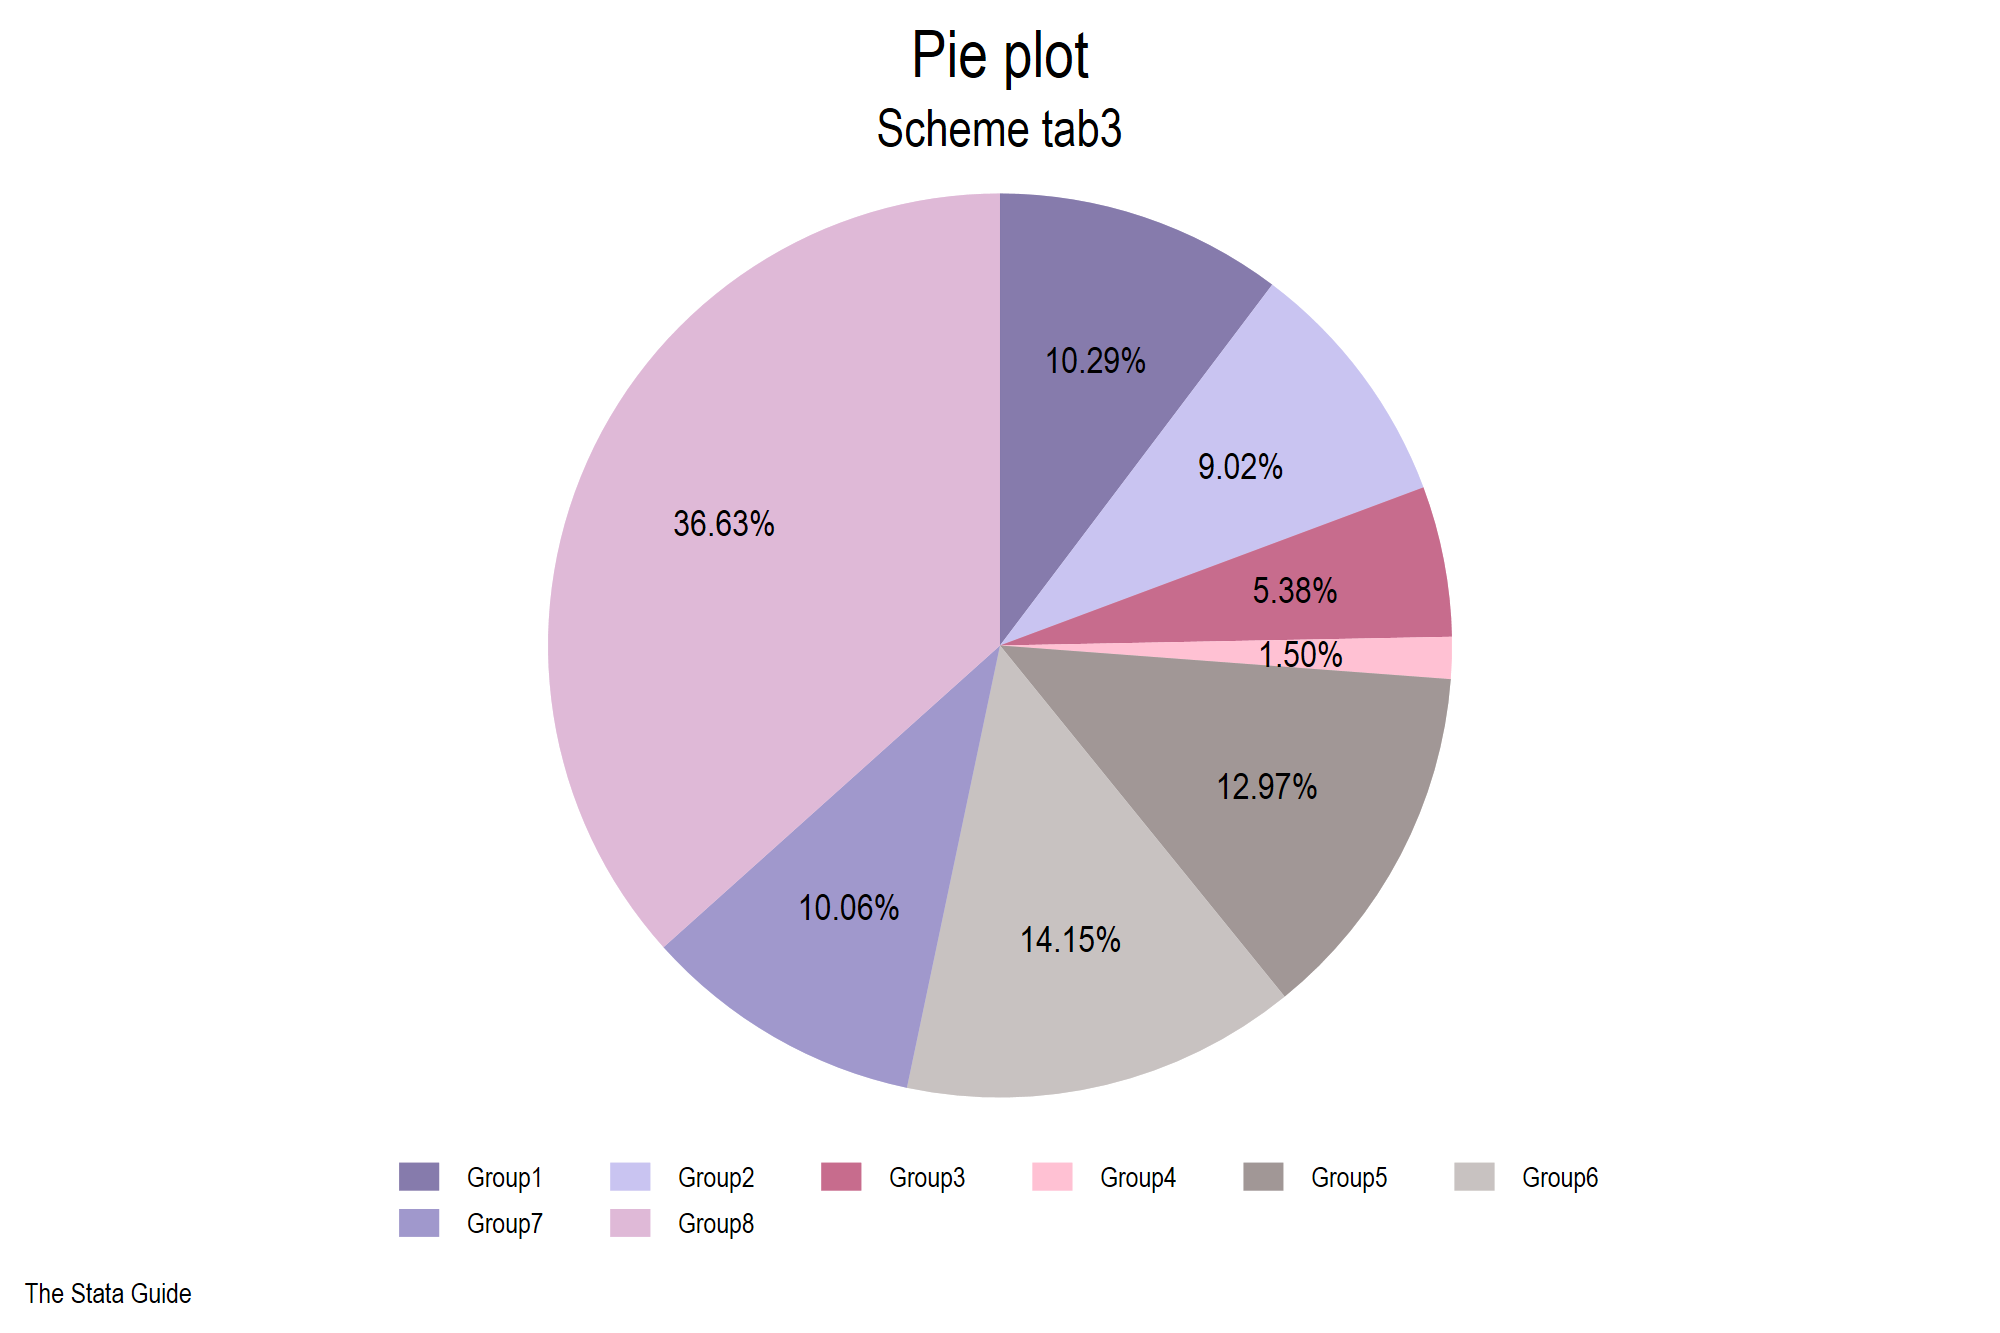 Pie plot
Scheme tab3
10.29%
9.02%
36.63%
5.38%
1.50%
12.97%
10.06%
14.15%
Group1 Group2 Group3 Group4 Group5 Group6
Group7 Group8
The Stata Guide